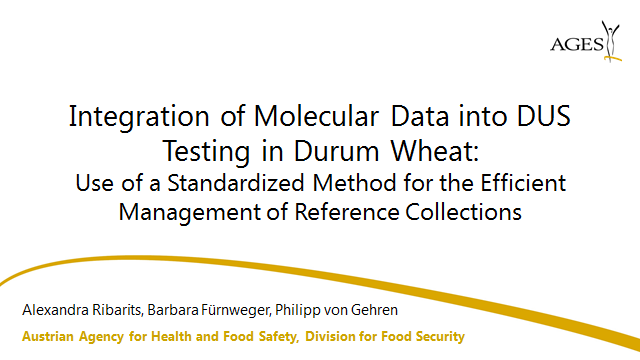 AGES
Integration of Molecular Data into DUS
Testing in Durum Wheat:
Use of a Standardized Method for the Efficient
Management of Reference Collections
Alexandra Ribarits, Barbara Fürnweger, Philipp von Gehren
Austrian Agency for Health and Food Safety, Division for Food Security